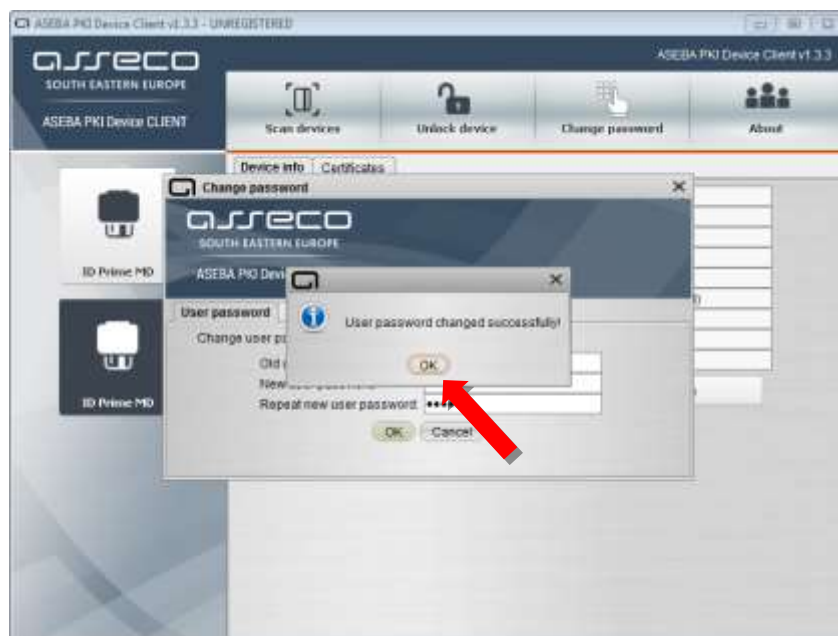 ASEBA PKI Device Client v1.3.3 - UNREGISTERED
asseco
SOUTH EASTERN EUROPE
ASEBA PKI Device CLIENT
ASEBA PKI Device Client v1.3.3
Scan devices
Unlock device
Change password
About
ID Prime MD
ID Prime MD
Device info
Certificates
Change password
asseco
SOUTH EASTERN EUROPE
ASEBA PKI Devi
User password
Change user pa
Old
New
Repeat new user password:
OK
Cancel
User password changed successfully!
OK